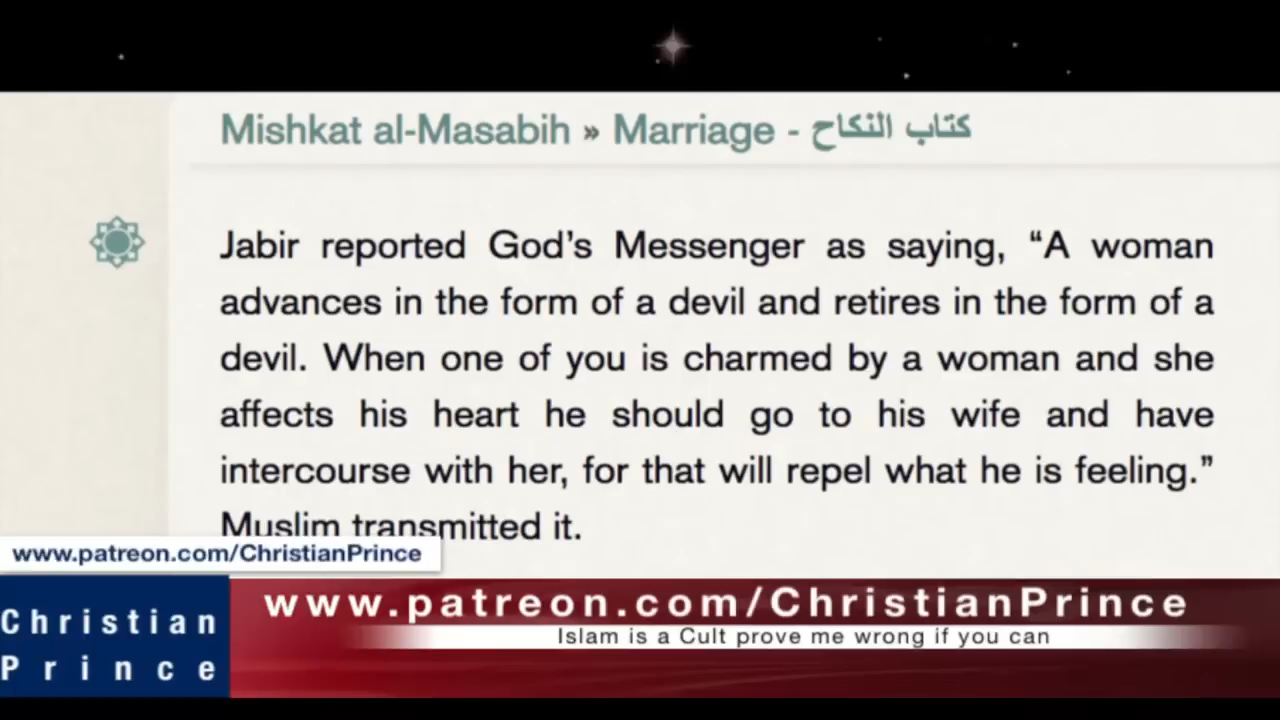 Mishkat al-Masabih » Marriage - كتاب النكاح
Jabir reported God’s Messenger as saying, “A woman
advances in the form of a devil and retires in the form of a
devil. When one of you is charmed by a woman and she
affects his heart he should go to his wife and have
intercourse with her, for that will repel what he is feeling.”
Muslim transmitted it.
www.patreon.com/ChristianPrince
www.patreon.com/ChristianPrince
Islam is a Cult prove me wrong if you can
Christian
Prince